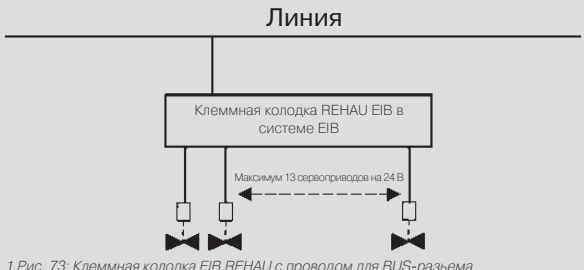 Линия
Клеммная колодка REHAU EIB в
системе EIB
Максимум 13 сервоприводов на 24 В
1 Рис. 73: Клеммная колодка EIB REHAU с проводом для BUS-разъема